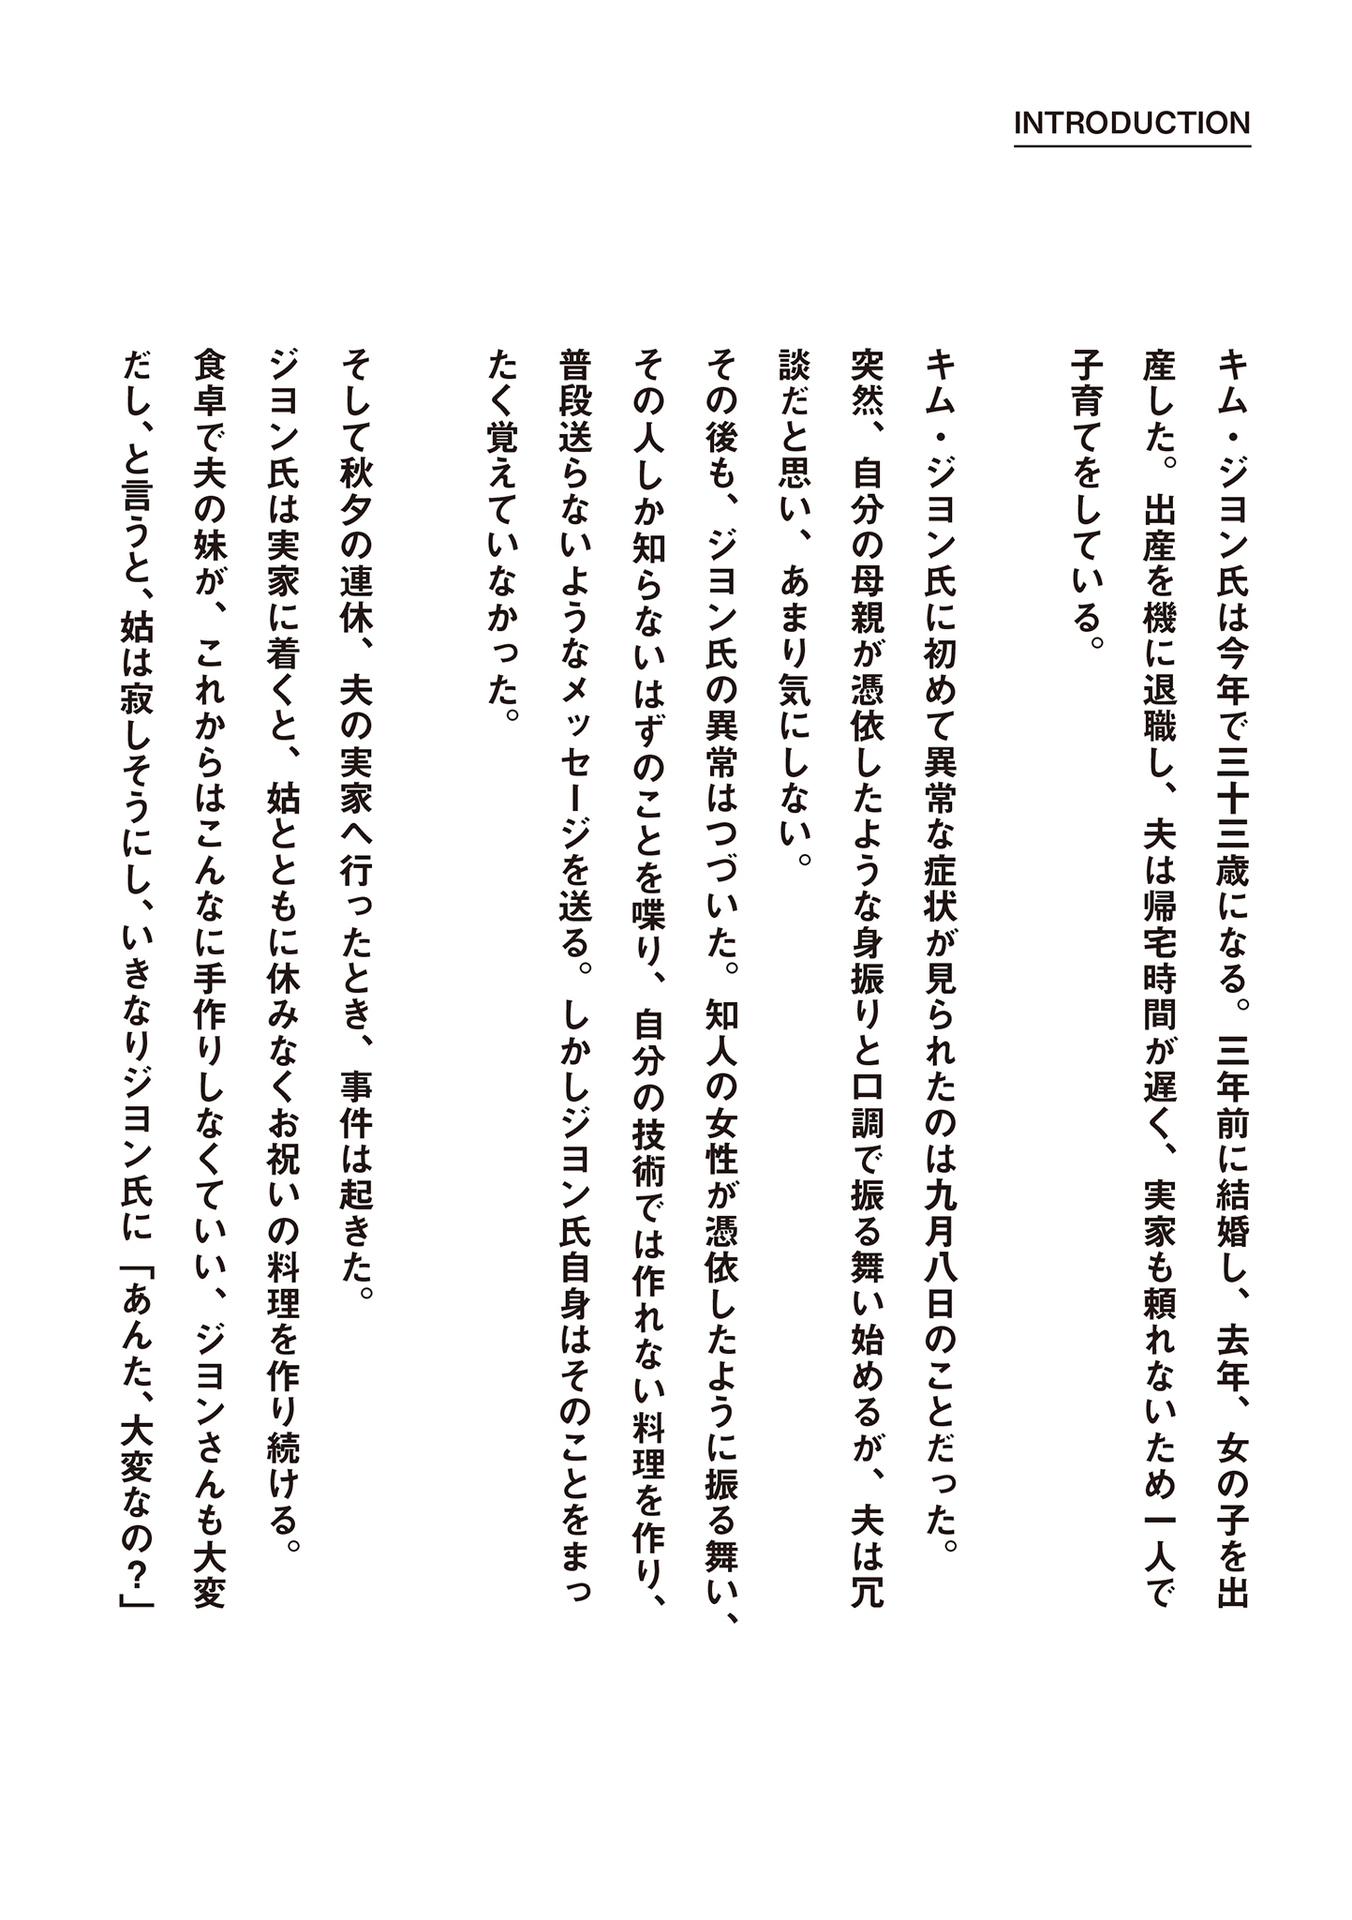 INTRODUCTION
キム・ジヨン氏は今年で三十三歳になる。三年前に結婚し、去年、女の子を出
産した。出産を機に退職し、夫は帰宅時間が遅く、実家も頼れないため一人で
子育てをしている。
キム・ジヨン氏に初めて異常な症状が見られたのは九月八日のことだった。
突然、自分の母親が憑依したような身振りと口調で振る舞い始めるが、夫は冗
談だと思い、あまり気にしない。
その後も、ジヨン氏の異常はつづいた。知人の女性が憑依したように振る舞い、
その人しか知らないはずのことを喋り、自分の技術では作れない料理を作り、
普段送らないようなメッセージを送る。しかしジヨン氏自身はそのことをまっ
たく覚えていなかった。
そして秋夕の連休、夫の実家へ行ったとき、事件は起きた。
ジヨン氏は実家に着くと、姑とともに休みなくお祝いの料理を作り続ける。
食卓で夫の妹が、これからはこんなに手作りしなくていい、ジヨンさんも大変
だし、と言うと、姑は寂しそうにし、いきなりジヨン氏に「あんた、大変なの？」